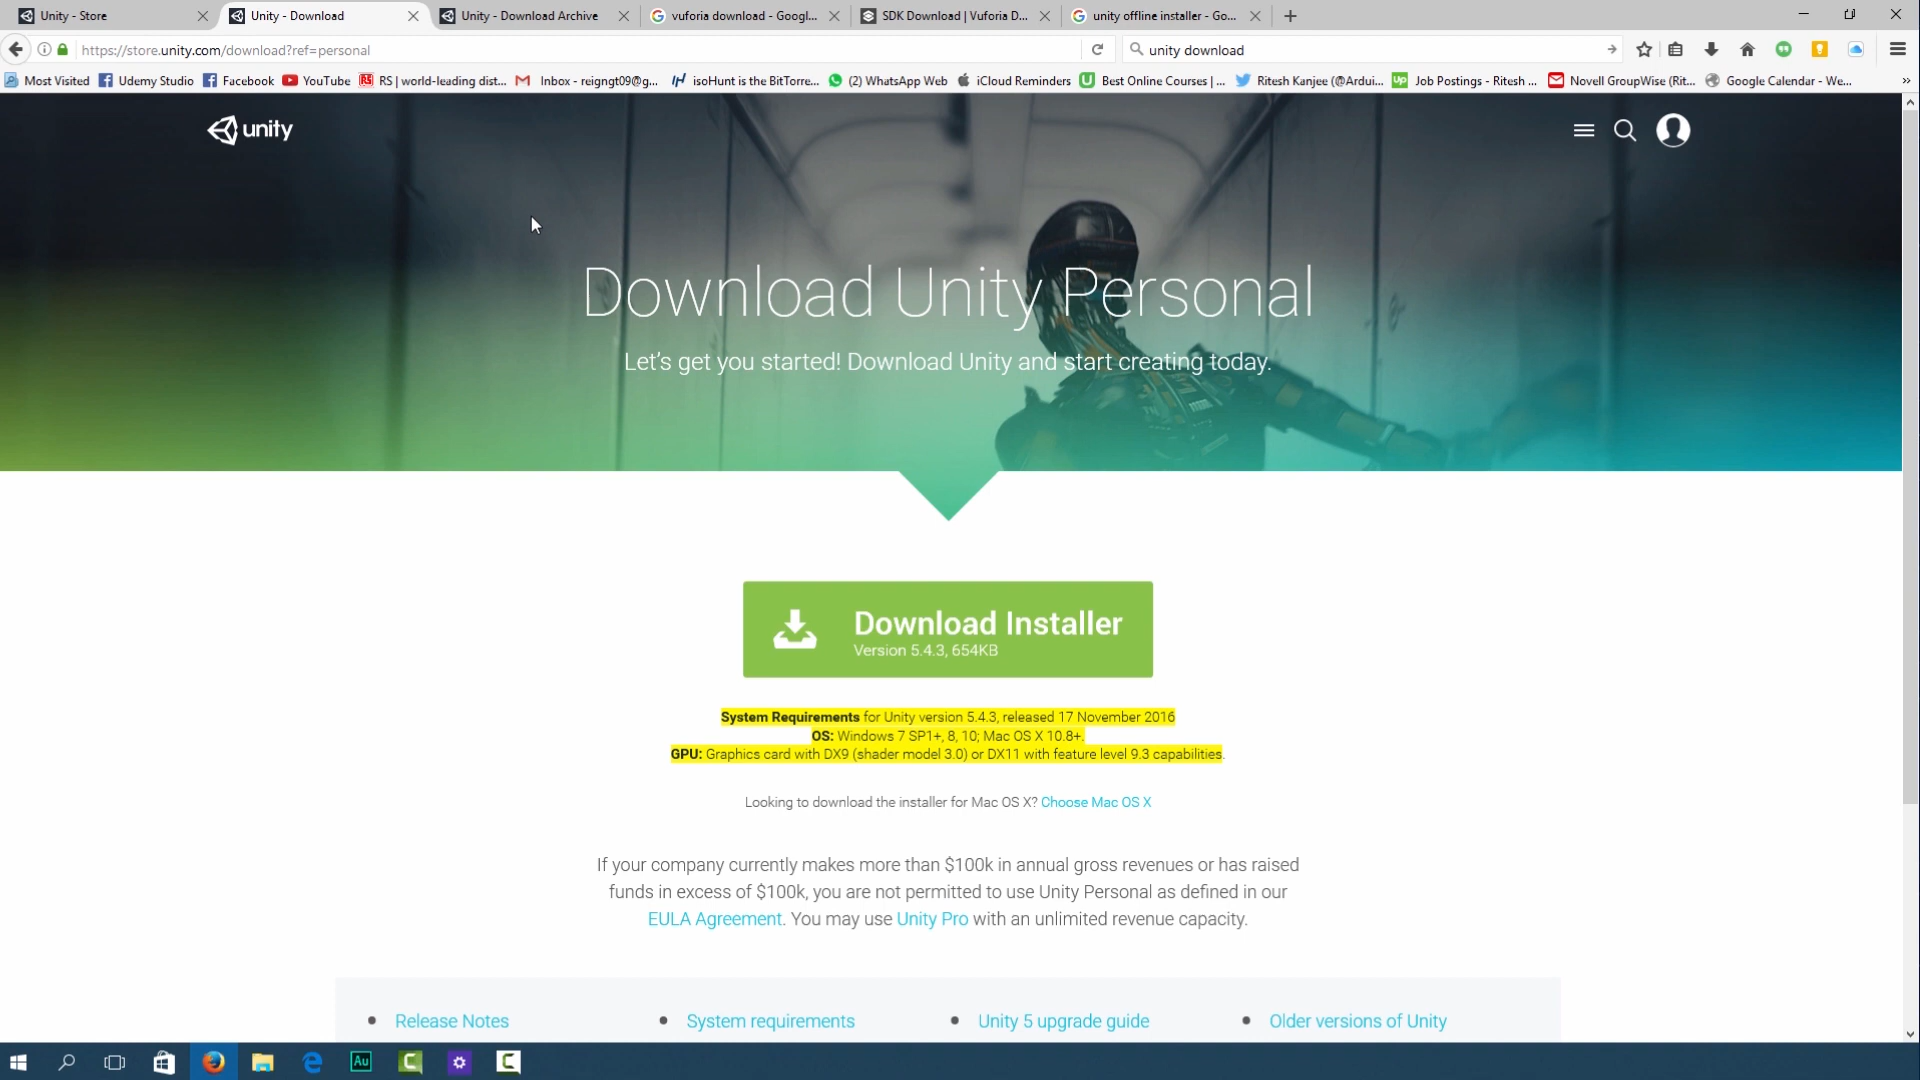 Unity - Store
Unity - Download
Unity - Download Archive
vuforia download - Googl...
SDK Download | Vuforia D...
unity offline installer - Go...
https://store.unity.com/download?ref=personal
unity download
Most Visited
Udemy Studio
Facebook
YouTube
RS | world-leading dist...
Inbox - reigngt09@g...
isoHunt is the BitTorre...
(2) WhatsApp Web
iCloud Reminders
Best Online Courses | ...
Ritesh Kanjee (@Ardui...
Job Postings - Ritesh ...
Novell GroupWise (Rit...
Google Calendar - We...
unity
Download Unity Personal
Let's get you started! Download Unity and start creating today.
Download Installer
Version 5.4.3, 654KB
System Requirements for Unity version 5.4.3, released 17 November 2016
OS: Windows 7 SP1+, 8, 10; Mac OS X 10.8+.
GPU: Graphics card with DX9 (shader model 3.0) or DX11 with feature level 9.3 capabilities.
Looking to download the installer for Mac OS X? Choose Mac OS X
If your company currently makes more than $100k in annual gross revenues or has raised
funds in excess of $100k, you are not permitted to use Unity Personal as defined in our
EULA Agreement. You may use Unity Pro with an unlimited revenue capacity.
Release Notes
System requirements
Unity 5 upgrade guide
Older versions of Unity
Au